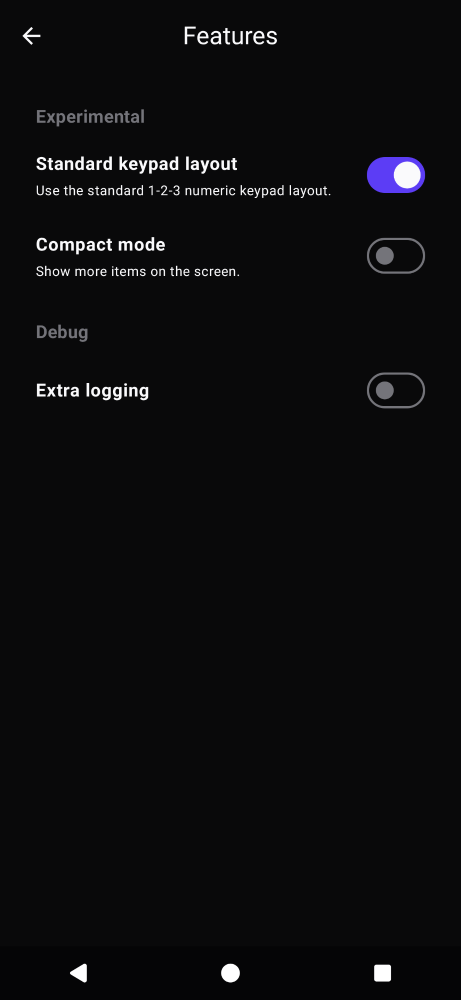 Features
Experimental
Standard keypad layout
Use the standard 1-2-3 numeric keypad layout.
Compact mode
Show more items on the screen.
Debug
Extra logging